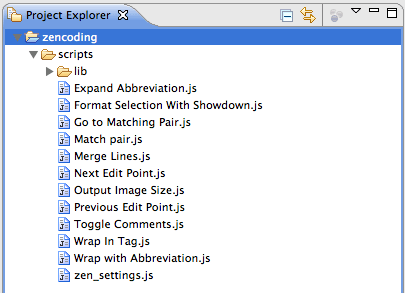 Project Explorer
zencoding
scripts
lib
Expand Abbreviation.js
Format Selection With Showdown.js
Go to Matching Pair.js
Match pair.js
Merge Lines.js
Next Edit Point.js
Output Image Size.js
Previous Edit Point.js
Toggle Comments.js
Wrap In Tag.js
Wrap with Abbreviation.js
zen_settings.js